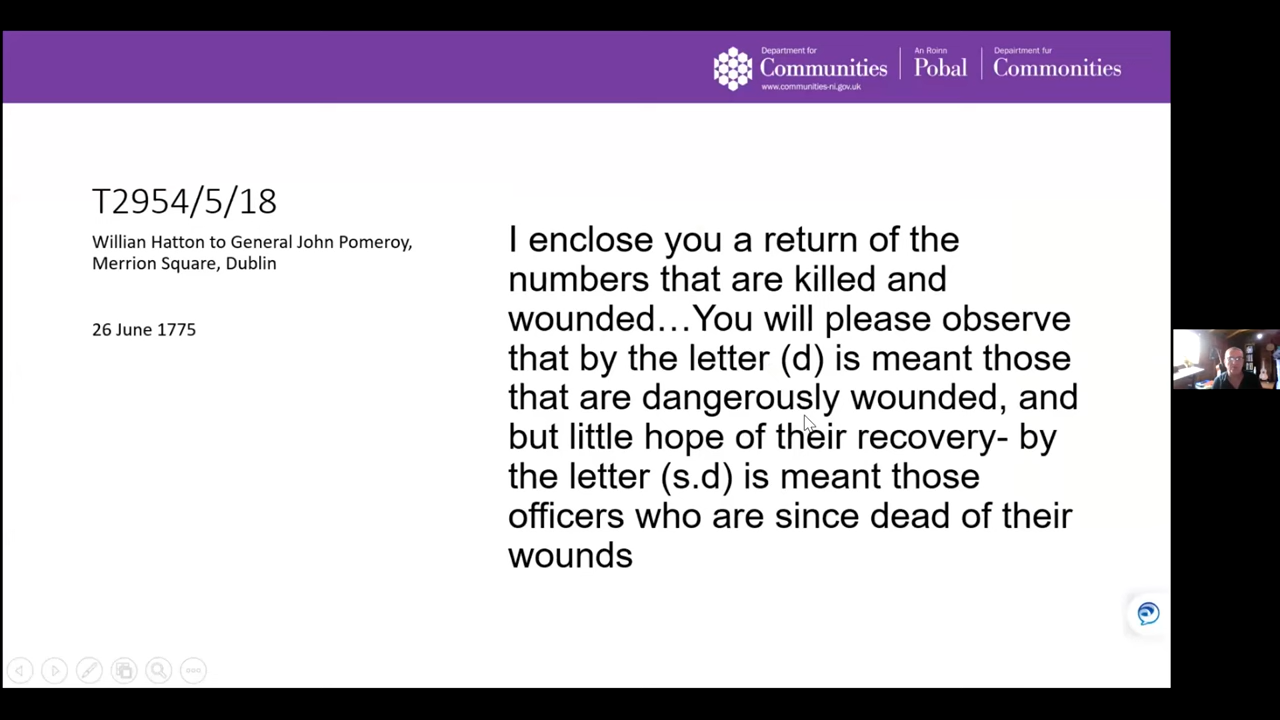 Department for
Communities
www.communities-ni.gov.uk
An Roinn
Pobal
Depairtment fur
Commonities
T2954/5/18
Willian Hatton to General John Pomeroy,
Merrion Square, Dublin
26 June 1775
I enclose you a return of the
numbers that are killed and
wounded…You will please observe
that by the letter (d) is meant those
that are dangerously wounded, and
but little hope of their recovery- by
the letter (s.d) is meant those
officers who are since dead of their
wounds